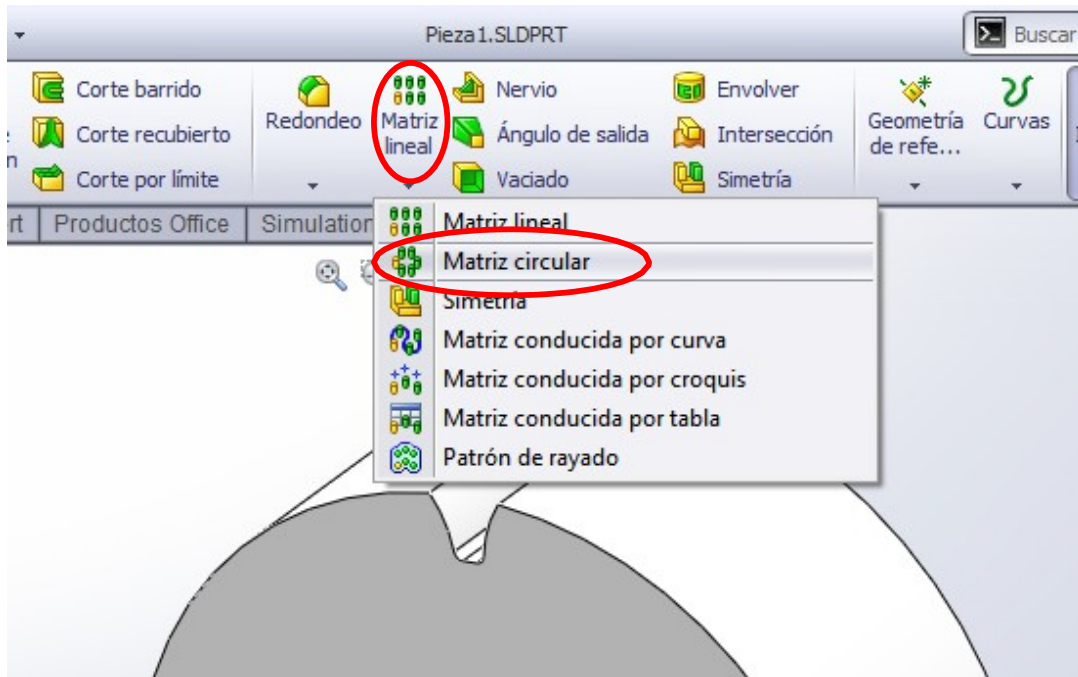 Pieza1.SLDPRT
Buscar
Corte barrido
Corte recubierto
Corte por límite
Redondeo
Matriz
lineal
Nervio
Ángulo de salida
Vaciado
Envolver
Intersección
Simetría
Geometría
de refe...
Curvas
Productos Office
Simulation
Matriz lineal
Matriz circular
Simetría
Matriz conducida por curva
Matriz conducida por croquis
Matriz conducida por tabla
Patrón de rayado